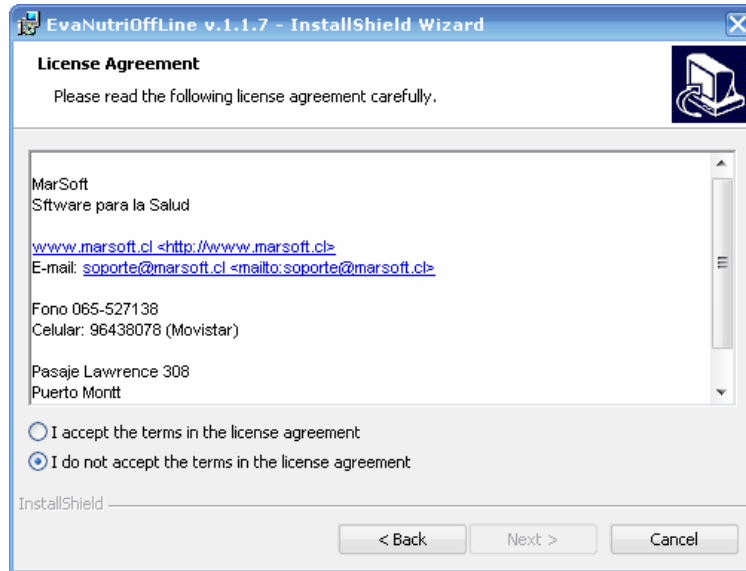 EvaNutriOffLine v.1.1.7 - InstallShield Wizard
License Agreement
Please read the following license agreement carefully.
MarSoft
Sftware para la Salud
www.marsoft.cl <http://www.marsoft.cl>
E-mail: soporte@marsoft.cl <mailto:soporte@marsoft.cl>
Fono 065-527138
Celular: 96438078 (Movistar)
Pasaje Lawrence 308
Puerto Montt
I accept the terms in the license agreement
I do not accept the terms in the license agreement
InstallShield
< Back Next > Cancel